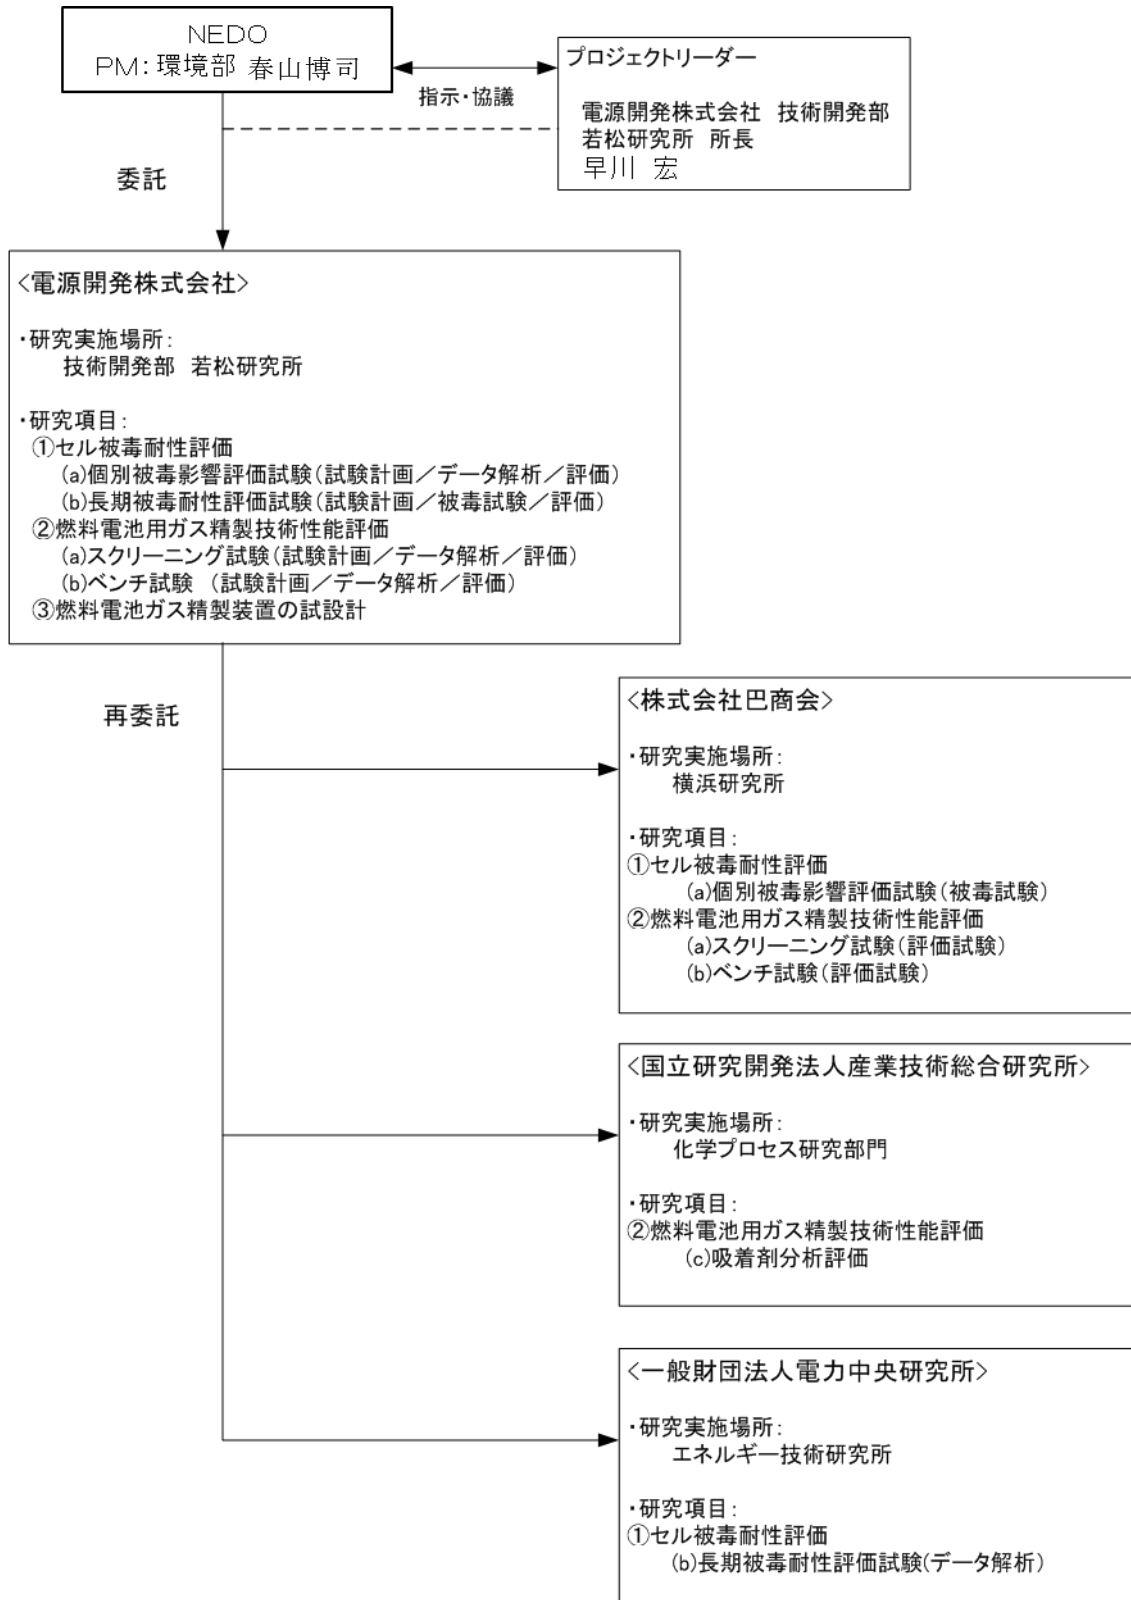 NEDO
PM：環境部 春山博司
指示・協議
プロジェクトリーダー
電源開発株式会社　技術開発部
若松研究所　所長
早川　宏
委託
＜電源開発株式会社＞
・研究実施場所：
技術開発部　若松研究所
・研究項目：
①セル被毒耐性評価
(a)個別被毒影響評価試験（試験計画／データ解析／評価）
(b)長期被毒耐性評価試験（試験計画／被毒試験／評価）
②燃料電池用ガス精製技術性能評価
(a)スクリーニング試験（試験計画／データ解析／評価）
(b)ベンチ試験　（試験計画／データ解析／評価）
③燃料電池ガス精製装置の試設計
再委託
＜株式会社巴商会＞
・研究実施場所：
横浜研究所
・研究項目：
①セル被毒耐性評価
(a)個別被毒影響評価試験（被毒試験）
②燃料電池用ガス精製技術性能評価
(a)スクリーニング試験（評価試験）
(b)ベンチ試験（評価試験）
＜国立研究開発法人産業技術総合研究所＞
・研究実施場所：
化学プロセス研究部門
・研究項目：
②燃料電池用ガス精製技術性能評価
(c)吸着剤分析評価
＜一般財団法人電力中央研究所＞
・研究実施場所：
エネルギー技術研究所
・研究項目：
①セル被毒耐性評価
(b)長期被毒耐性評価試験(データ解析）